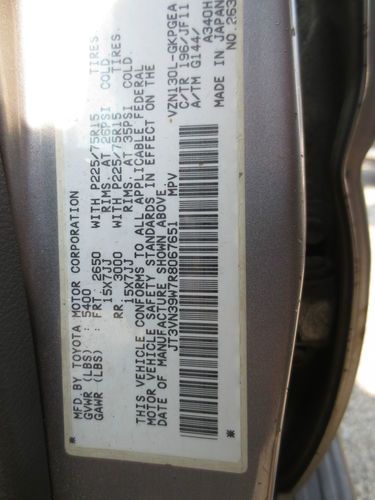 MFD.BY TOYOTA MOTOR CORPORATION
GVWR (LBS) : 5400
GAWR (LBS) : FRT. 2650 WITH P225/75R15 TIRES.
15X7JJ RIMS. AT 26PSI COLD.
RR. 3000 WITH P225/75R15 TIRES.
15X7JJ RIMS. AT 35PSI COLD.
THIS VEHICLE CONFORMS TO ALL APPLICABLE FEDERAL
MOTOR VEHICLE SAFETY STANDARDS IN EFFECT ON THE
DATE OF MANUFACTURE SHOWN ABOVE.
*JT3VN39W7R8067651 MPV *
VZN130L-GKPGEA
C/TR 196/JF11
A/TM G144/
A340H
MADE IN JAPAN
NO.263